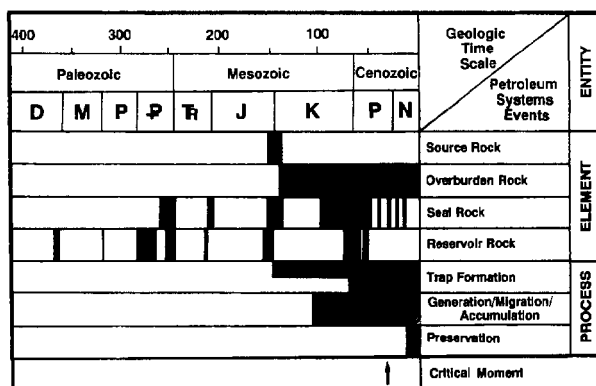 400 300 100
Geologic
Time
Scale
Petroleum
Systems
Events
ENTITY
Paleozoic Mesozoic Cenozoic
D M P P TR J K P N
Source Rock
Overburden Rock
Seal Rock
Reservoir Rock
ELEMENT
Trap Formation
Generation/Migration/
Accumulation
Preservation
PROCESS
Critical Moment